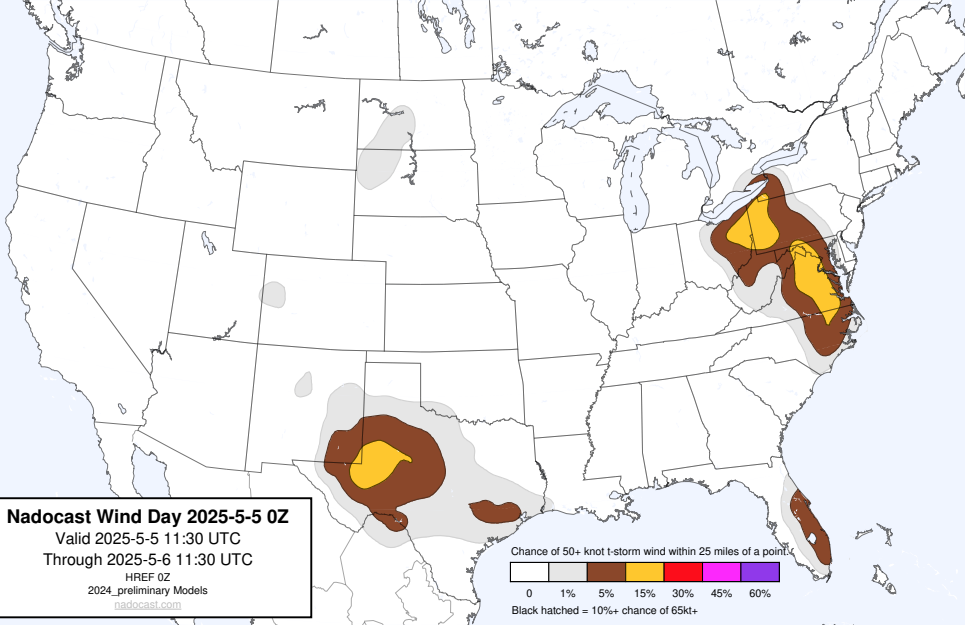 Nadocast Wind Day 2025-5-5 0Z
Valid 2025-5-5 11:30 UTC
Through 2025-5-6 11:30 UTC
HREF 0Z
2024_preliminary Models
nadocast.com
Chance of 50+ knot t-storm wind within 25 miles of a point.
0 1% 5% 15% 30% 45% 60%
Black hatched = 10%+ chance of 65kt+